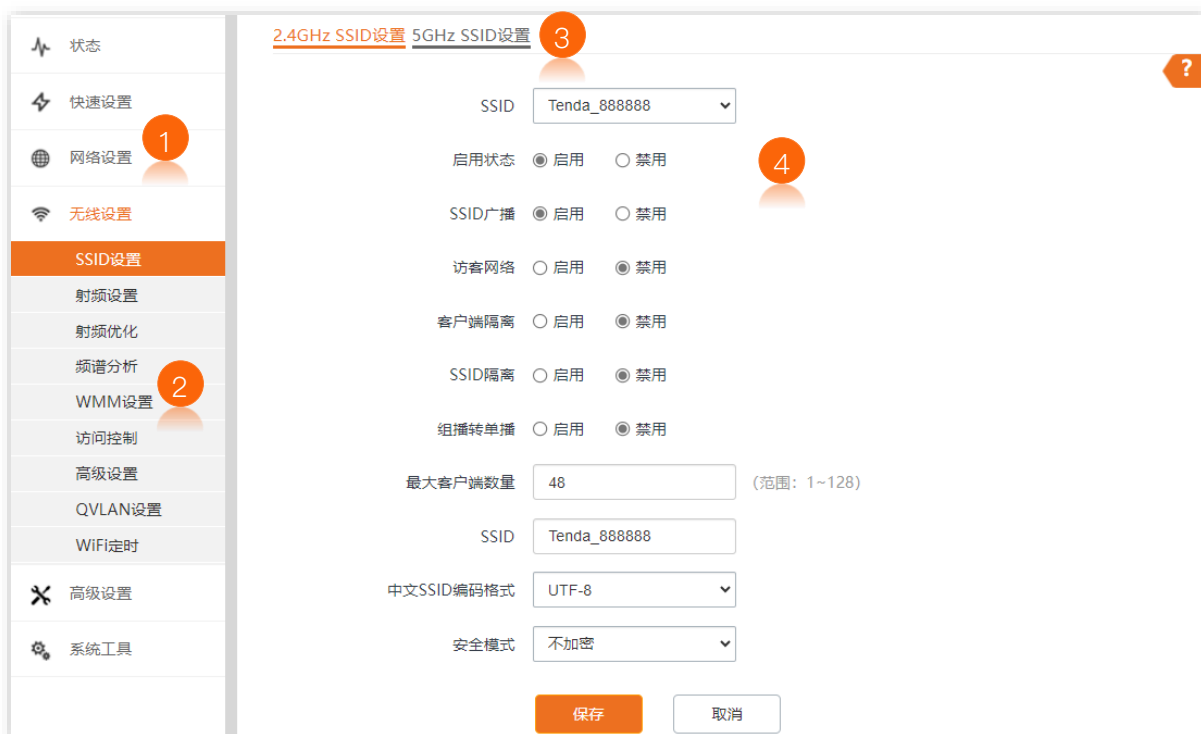 状态
快速设置
1
网络设置
无线设置
SSID设置
射频设置
射频优化
频谱分析
2
WMM设置
访问控制
高级设置
QVLAN设置
WiFi定时
高级设置
系统工具
2.4GHz SSID设置 5GHz SSID设置 3
?
SSID Tenda_888888
启用状态 启用 禁用 4
SSID广播 启用 禁用
访客网络 启用 禁用
客户端隔离 启用 禁用
SSID隔离 启用 禁用
组播转单播 启用 禁用
最大客户端数量 48 (范围：1~128)
SSID Tenda_888888
中文SSID编码格式 UTF-8
安全模式 不加密
保存 取消